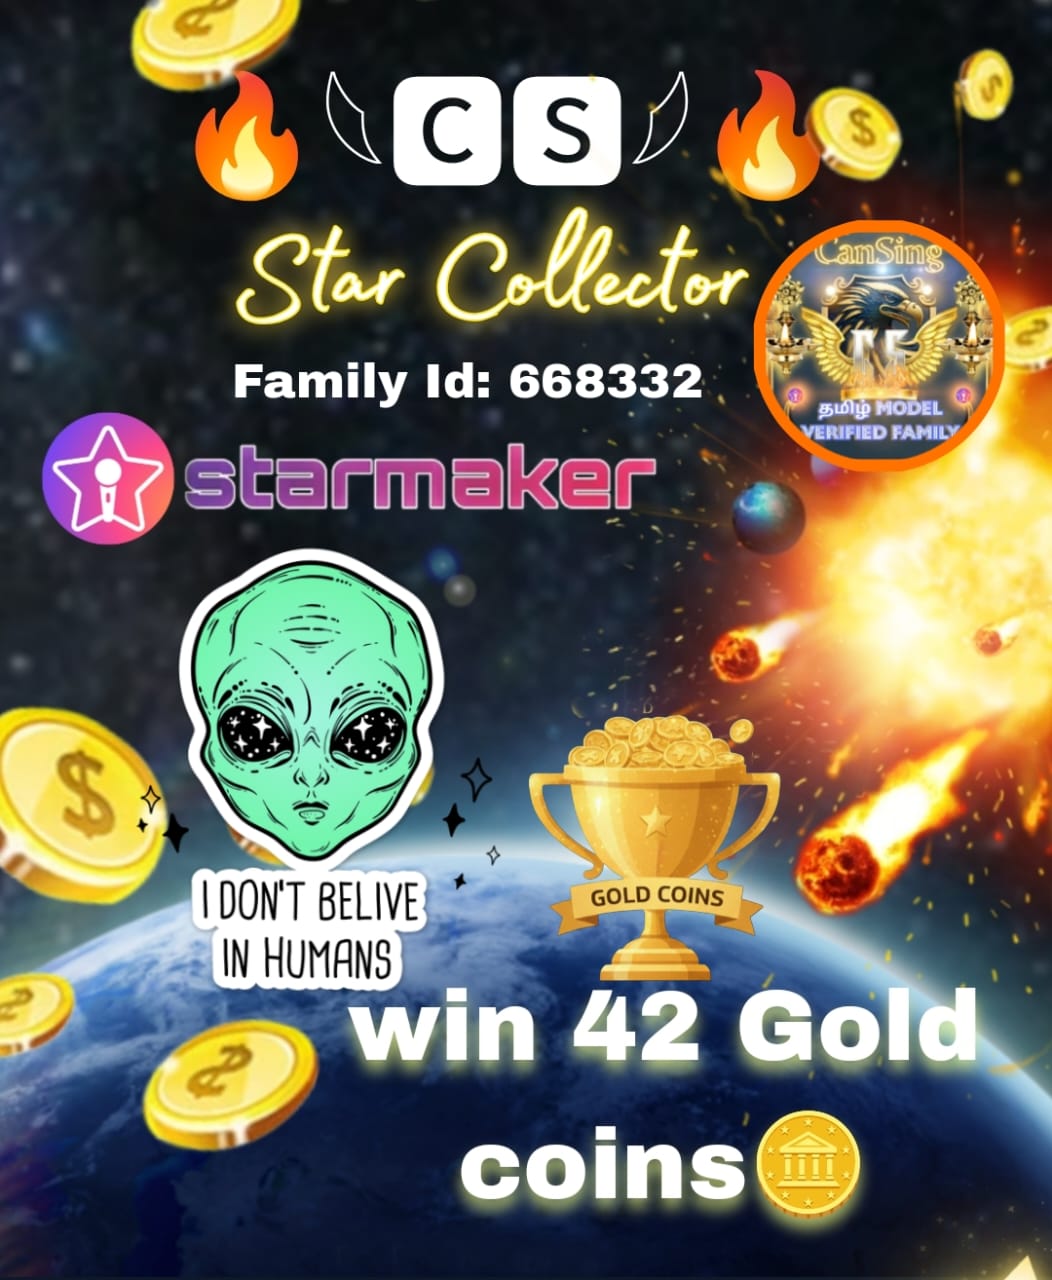 C S
Star Collector
CanSing
Family Id: 668332
தமிழ் MODEL
VERIFIED FAMILY
starmaker
I DON'T BELIVE
IN HUMANS
GOLD COINS
win 42 Gold
coins